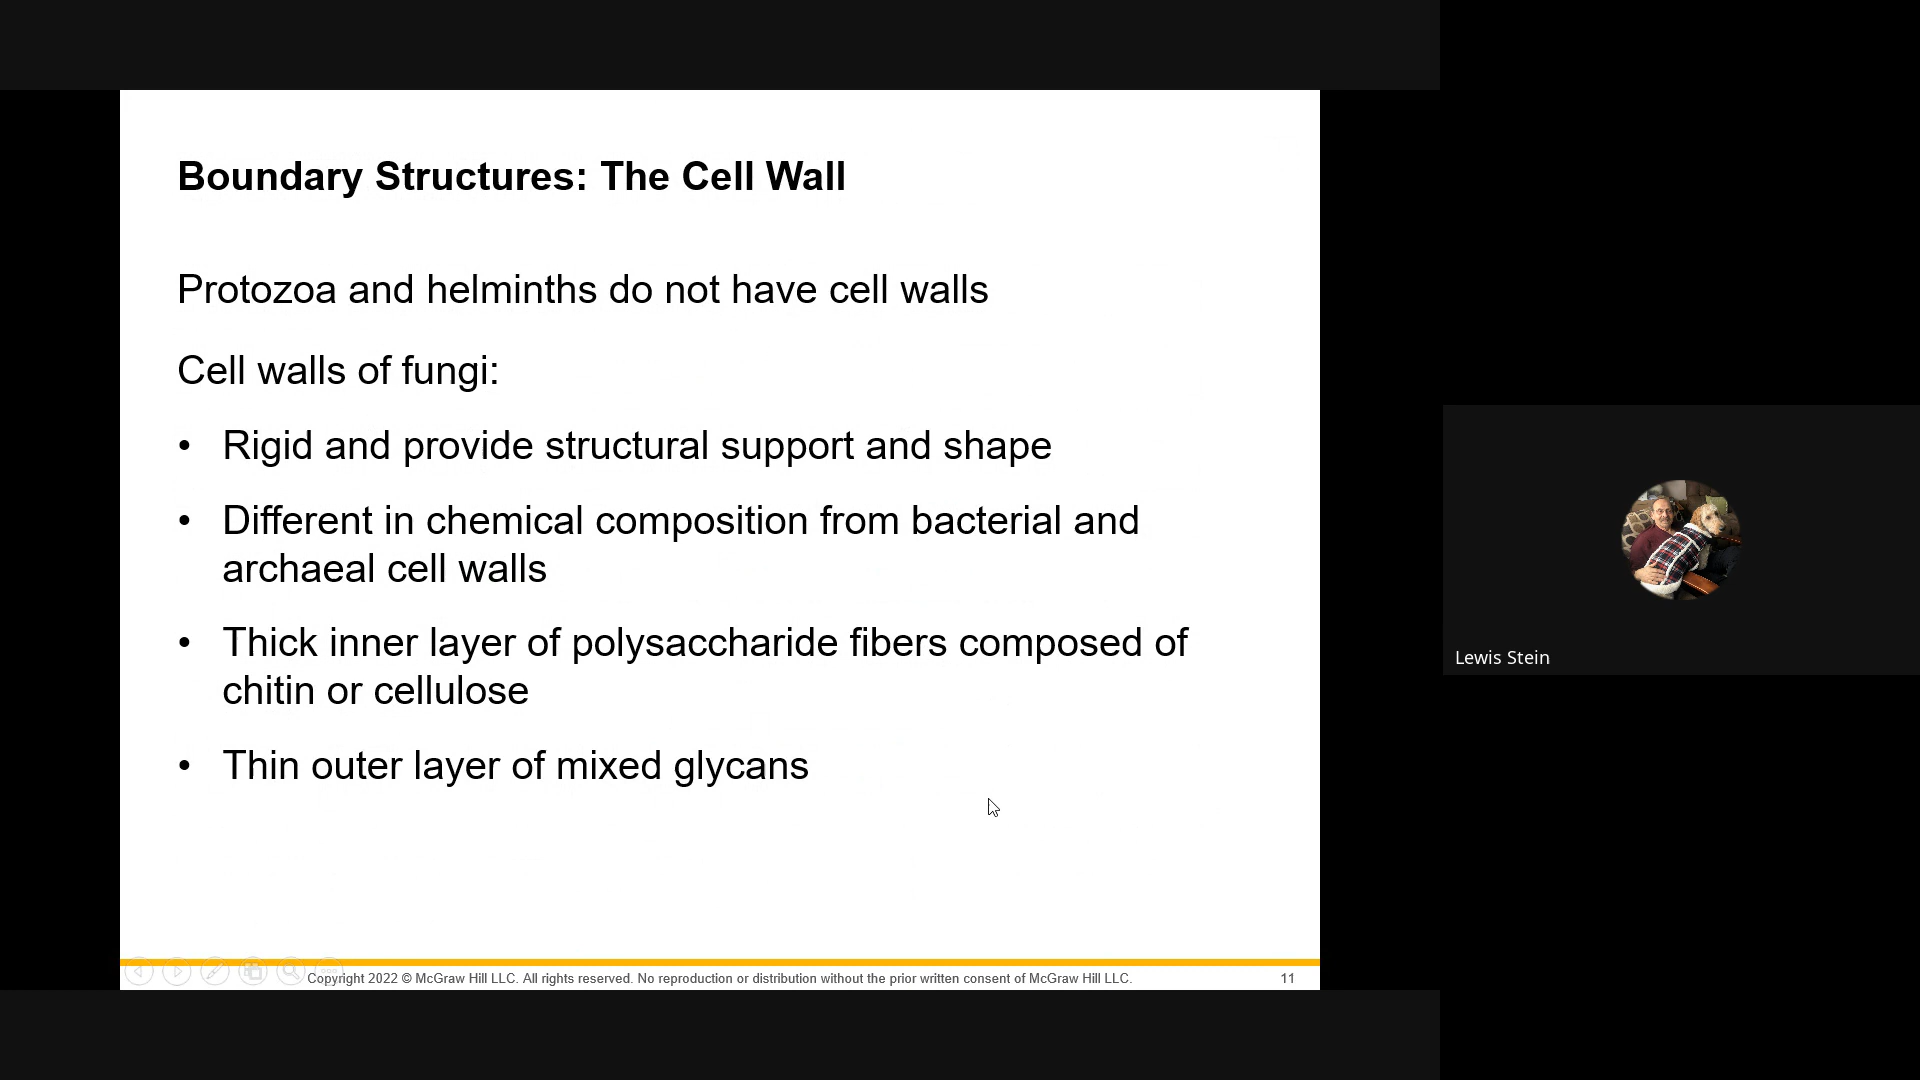 Boundary Structures: The Cell Wall
Protozoa and helminths do not have cell walls
Cell walls of fungi:
• Rigid and provide structural support and shape
• Different in chemical composition from bacterial and
archaeal cell walls
• Thick inner layer of polysaccharide fibers composed of
chitin or cellulose
• Thin outer layer of mixed glycans
Copyright 2022 © McGraw Hill LLC. All rights reserved. No reproduction or distribution without the prior written consent of McGraw Hill LLC.
11
Lewis Stein